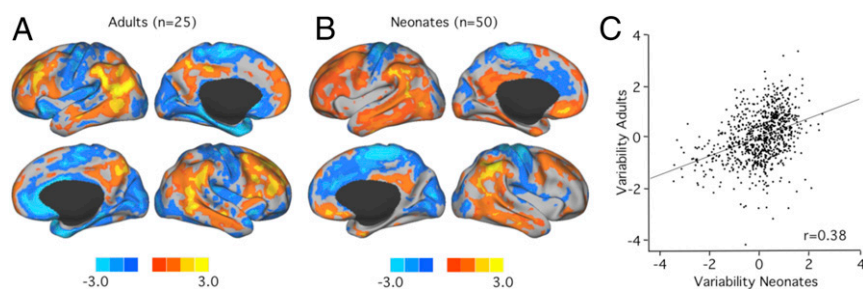 A
Adults (n=25)
B
Neonates (n=50)
C
-3.0 3.0
-3.0 3.0
Variability Adults
4
2
0
-2
-4
r=0.38
-4 -2 0 2 4
Variability Neonates